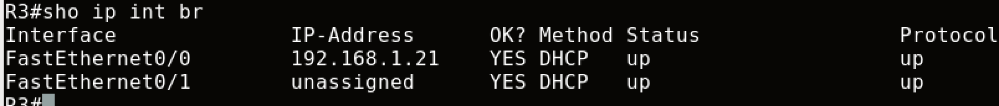 R3#sho ip int br
Interface IP-Address OK? Method Status Protocol
FastEthernet0/0 192.168.1.21 YES DHCP up up
FastEthernet0/1 unassigned YES DHCP up up
R3#